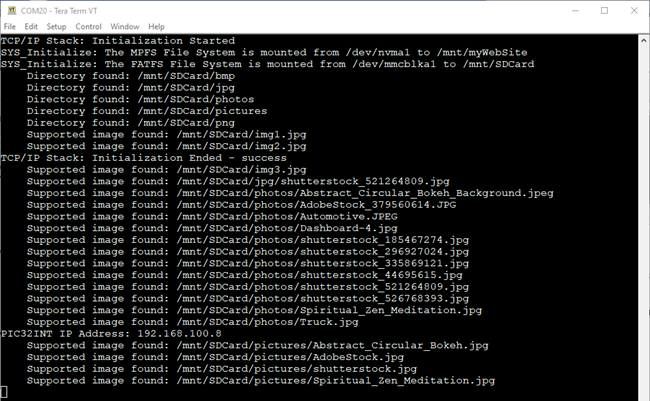 COM20 - Tera Term VT
File Edit Setup Control Window Help
TCP/IP Stack: Initialization Started
SYS_Initialize: The MPFS File System is mounted from /dev/nvma1 to /mnt/myWebSite
SYS_Initialize: The FATFS File System is mounted from /dev/mmcblka1 to /mnt/SDCard
Directory found: /mnt/SDCard/bmp
Directory found: /mnt/SDCard/jpg
Directory found: /mnt/SDCard/photos
Directory found: /mnt/SDCard/pictures
Directory found: /mnt/SDCard/png
Supported image found: /mnt/SDCard/img1.jpg
Supported image found: /mnt/SDCard/img2.jpg
TCP/IP Stack: Initialization Ended - success
Supported image found: /mnt/SDCard/img3.jpg
Supported image found: /mnt/SDCard/jpg/shutterstock_521264809.jpg
Supported image found: /mnt/SDCard/photos/Abstract_Circular_Bokeh_Background.jpeg
Supported image found: /mnt/SDCard/photos/AdobeStock_379560614.JPG
Supported image found: /mnt/SDCard/photos/Automotive.JPEG
Supported image found: /mnt/SDCard/photos/Dashboard-4.jpg
Supported image found: /mnt/SDCard/photos/shutterstock_185467274.jpg
Supported image found: /mnt/SDCard/photos/shutterstock_296927024.jpg
Supported image found: /mnt/SDCard/photos/shutterstock_335869121.jpg
Supported image found: /mnt/SDCard/photos/shutterstock_44695615.jpg
Supported image found: /mnt/SDCard/photos/shutterstock_521264809.jpg
Supported image found: /mnt/SDCard/photos/shutterstock_526768393.jpg
Supported image found: /mnt/SDCard/photos/Spiritual_Zen_Meditation.jpg
Supported image found: /mnt/SDCard/photos/Truck.jpg
PIC32INT IP Address: 192.168.100.8
Supported image found: /mnt/SDCard/pictures/Abstract_Circular_Bokeh.jpg
Supported image found: /mnt/SDCard/pictures/AdobeStock.jpg
Supported image found: /mnt/SDCard/pictures/shutterstock.jpg
Supported image found: /mnt/SDCard/pictures/Spiritual_Zen_Meditation.jpg